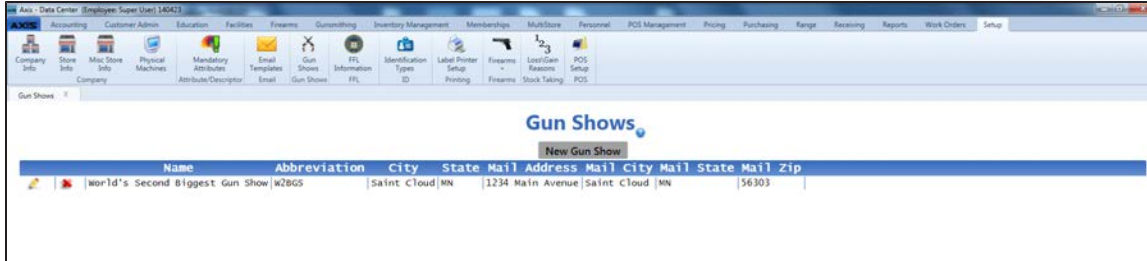 Axis - Data Center (Employee: Super User) 140423
AXIS Accounting Customer Admin Education Facilities Firearms Gunsmithing Inventory Management Memberships MultiStore Personnel POS Management Pricing Purchasing Range Receiving Reports Work Orders Setup
Company Info Store Info Misc Store Info Physical Machines Mandatory Attributes Email Templates Gun Shows FFL Information Identification Types Label Printer Setup Firearms Loss\Gain Reasons POS Setup
Company Attribute/Descriptor Email Gun Shows FFL ID Printing Firearms Stock Taking POS
Gun Shows X
Gun Shows
New Gun Show
Name Abbreviation City State Mail Address Mail City Mail State Mail Zip
World's Second Biggest Gun Show W2BGS Saint Cloud MN 1234 Main Avenue Saint Cloud MN 56303